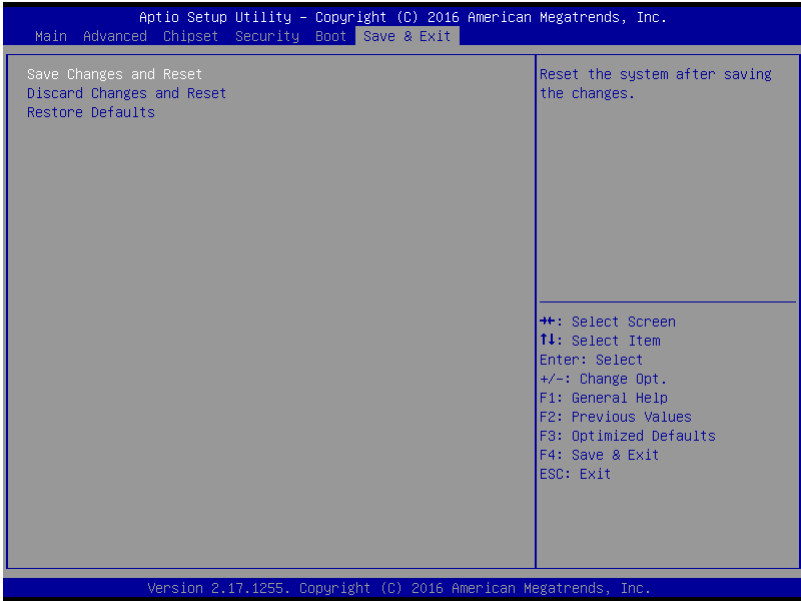 Aptio Setup Utility – Copyright (C) 2016 American Megatrends, Inc.
Main Advanced Chipset Security Boot Save & Exit
Save Changes and Reset
Discard Changes and Reset
Restore Defaults
Reset the system after saving
the changes.
→←: Select Screen
↑↓: Select Item
Enter: Select
+/-: Change Opt.
F1: General Help
F2: Previous Values
F3: Optimized Defaults
F4: Save & Exit
ESC: Exit
Version 2.17.1255. Copyright (C) 2016 American Megatrends, Inc.